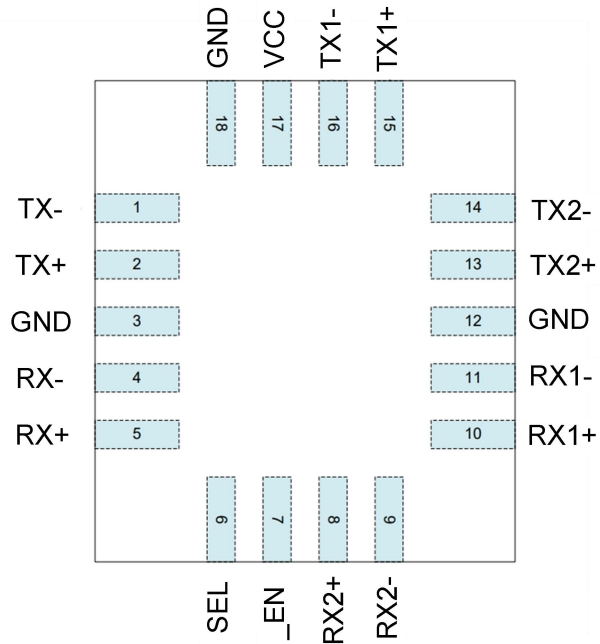 GND VCC TX1- TX1+
18 17 16 15
TX- 1 14 TX2-
TX+ 2 13 TX2+
GND 3 12 GND
RX- 4 11 RX1-
RX+ 5 10 RX1+
6 7 8 9
SEL _EN RX2+ RX2-